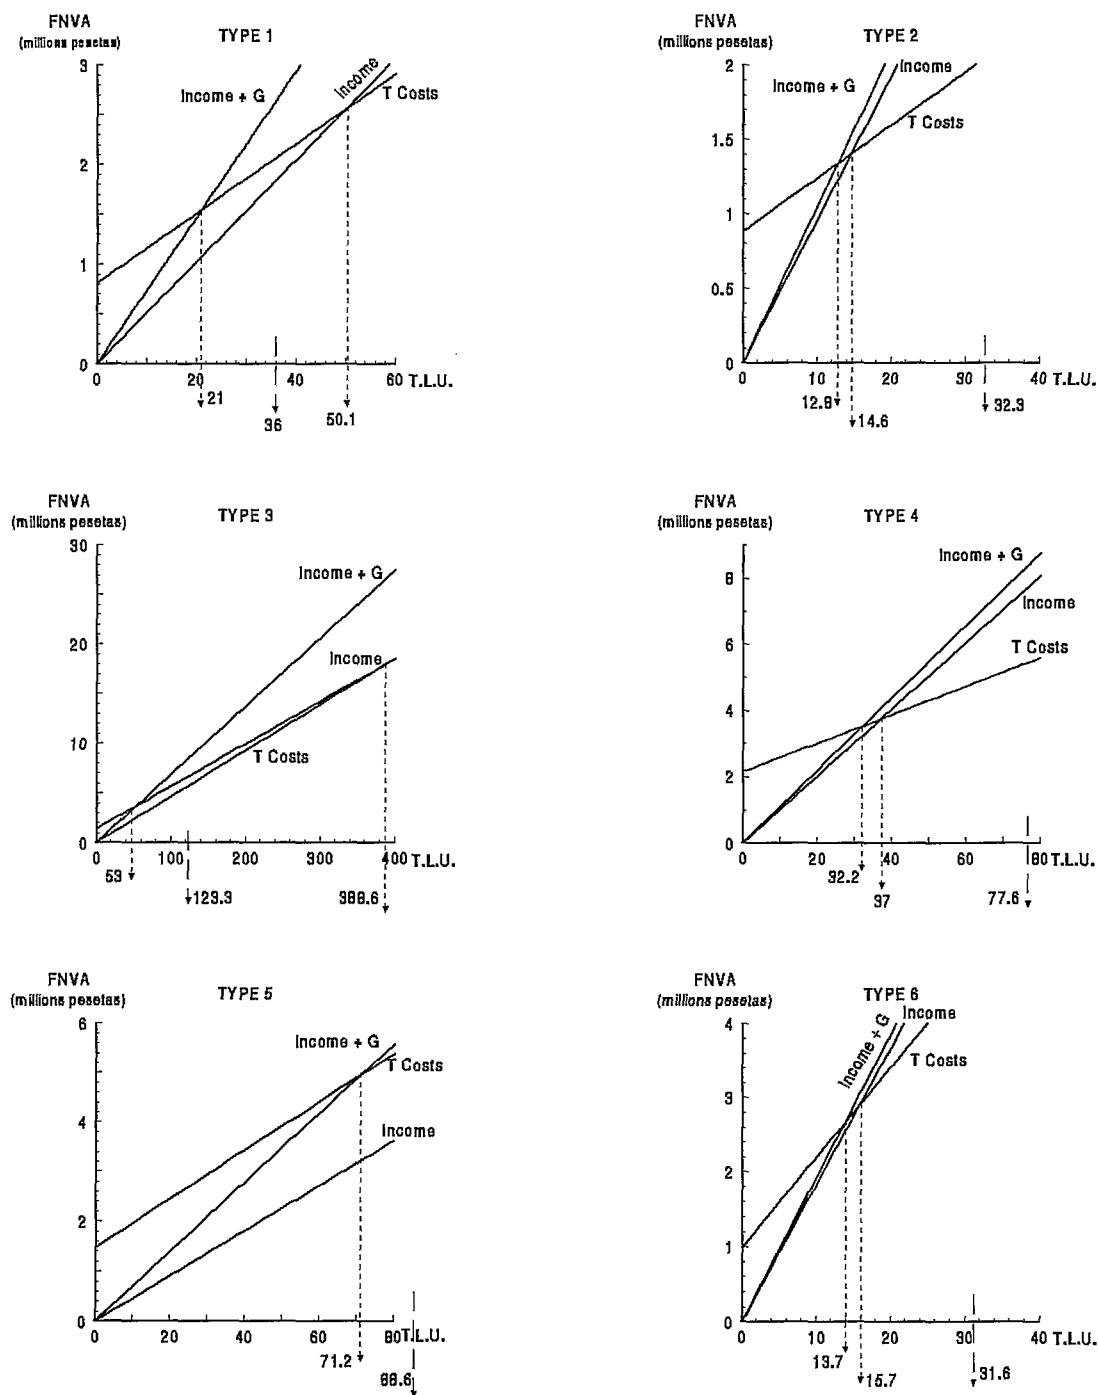 FNVA
(millions pesetas)
TYPE 1
3
2
1
0
Income + G
Income
T Costs
0
20
40
60
T.L.U.
21
36
50.1
FNVA
(millions pesetas)
TYPE 2
2
1.5
1
0.5
0
Income + G
Income
T Costs
0
10
20
30
40
T.L.U.
12.8
14.6
32.3
FNVA
(millions pesetas)
TYPE 3
30
20
10
0
Income + G
Income
T Costs
0
100
200
300
400
T.L.U.
53
123.3
388.6
FNVA
(millions pesetas)
TYPE 4
8
6
4
2
0
Income + G
Income
T Costs
0
20
40
60
80
T.L.U.
32.2
37
77.6
FNVA
(millions pesetas)
TYPE 5
6
4
2
0
Income + G
T Costs
Income
0
20
40
60
80
T.L.U.
71.2
FNVA
(millions pesetas)
TYPE 6
4
3
2
1
0
Income + G
Income
T Costs
0
10
20
30
40
T.L.U.
13.7
15.7
31.6